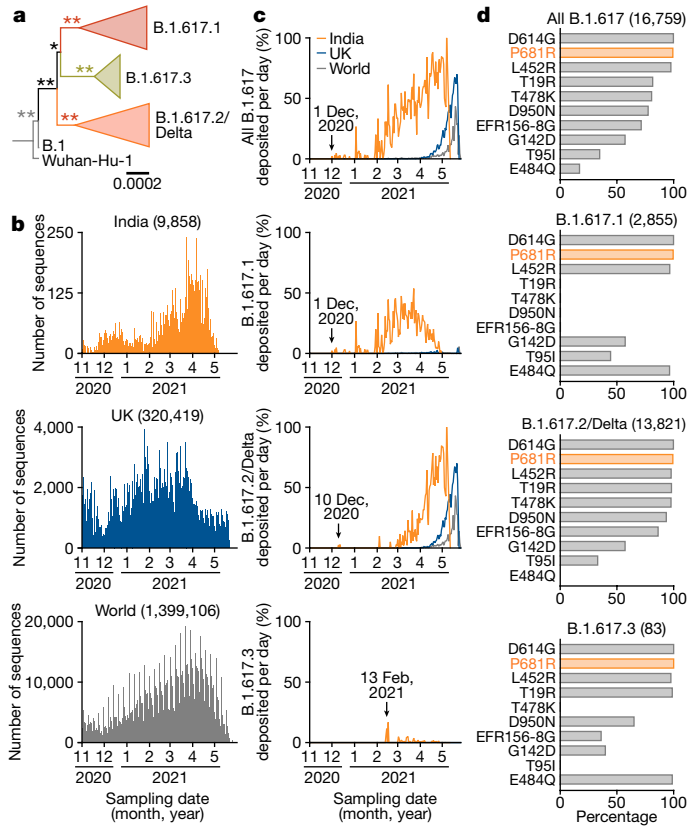 a
**
B.1.617.1
*
**
B.1.617.3
**
**
B.1.617.2/
Delta
**
B.1
Wuhan-Hu-1
0.0002
b
India (9,858)
Number of sequences
250
125
0
11 12 1 2 3 4 5
2020 2021
UK (320,419)
Number of sequences
4,000
2,000
0
11 12 1 2 3 4 5
2020 2021
World (1,399,106)
Number of sequences
20,000
10,000
0
11 12 1 2 3 4 5
2020 2021
Sampling date
(month, year)
c
All B.1.617
deposited per day (%)
100
50
0
India
UK
World
1 Dec,
2020
11 12 1 2 3 4 5
2020 2021
B.1.617.1
deposited per day (%)
100
50
0
1 Dec,
2020
11 12 1 2 3 4 5
2020 2021
B.1.617.2/Delta
deposited per day (%)
100
50
0
10 Dec,
2020
11 12 1 2 3 4 5
2020 2021
B.1.617.3
deposited per day (%)
100
50
0
13 Feb,
2021
11 12 1 2 3 4 5
2020 2021
Sampling date
(month, year)
d
All B.1.617 (16,759)
D614G
P681R
L452R
T19R
T478K
D950N
EFR156-8G
G142D
T95I
E484Q
0 50 100
B.1.617.1 (2,855)
D614G
P681R
L452R
T19R
T478K
D950N
EFR156-8G
G142D
T95I
E484Q
0 50 100
B.1.617.2/Delta (13,821)
D614G
P681R
L452R
T19R
T478K
D950N
EFR156-8G
G142D
T95I
E484Q
0 50 100
B.1.617.3 (83)
D614G
P681R
L452R
T19R
T478K
D950N
EFR156-8G
G142D
T95I
E484Q
0 50 100
Percentage